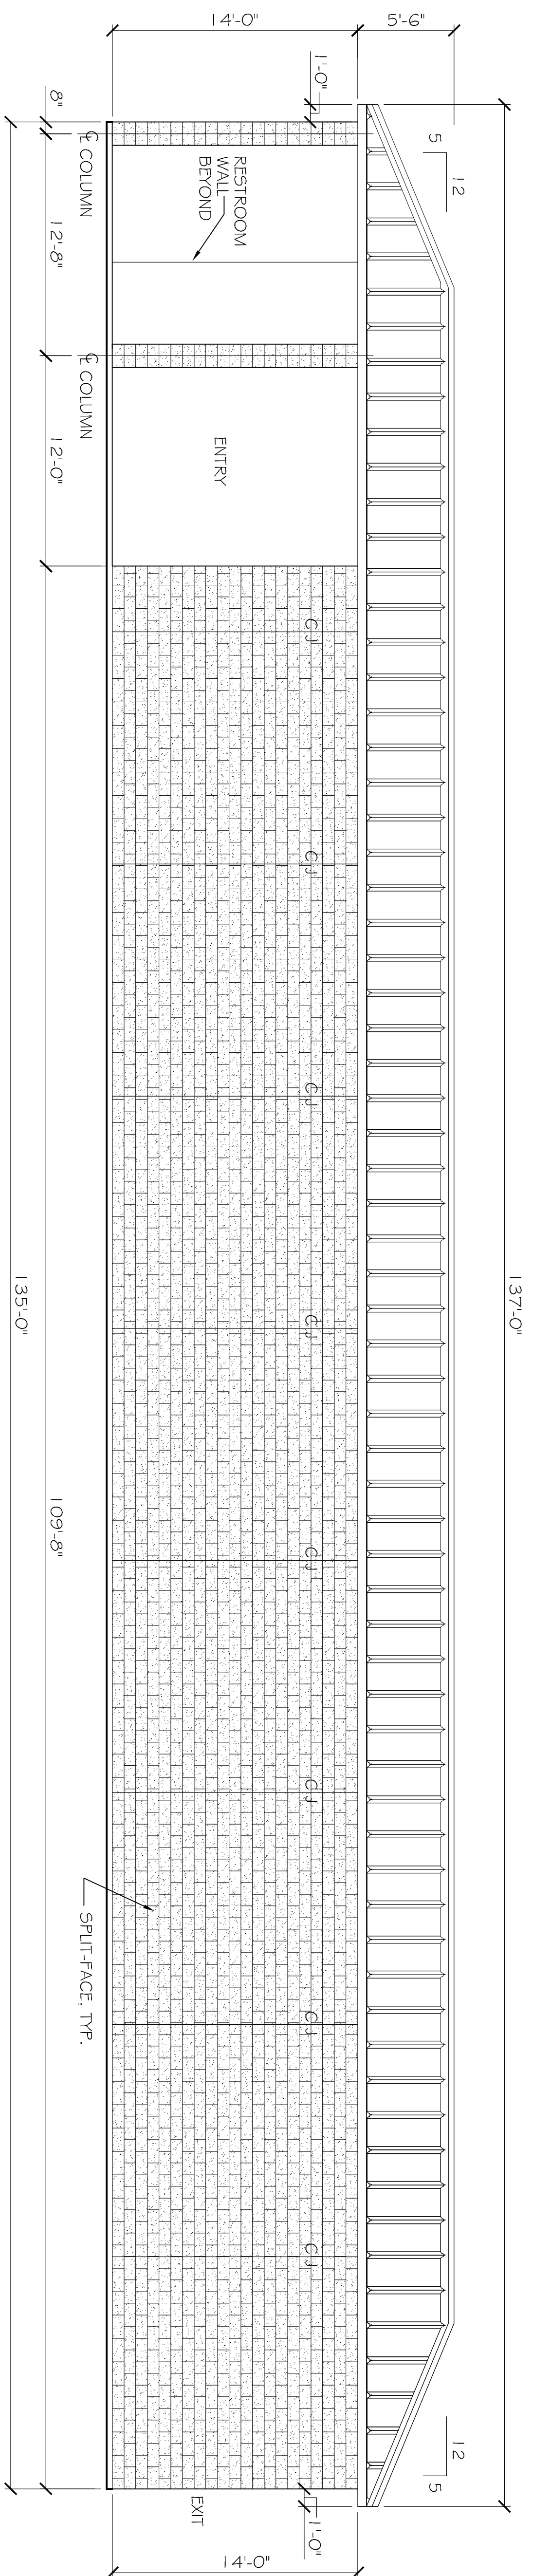 137'-0"
12
5
12
5
5'-6"
14'-0"
1'-0"
1'-0"
14'-0"
CJ
CJ
CJ
CJ
CJ
CJ
CJ
CJ
RESTROOM
WALL
BEYOND
ENTRY
EXIT
SPLIT-FACE, TYP.
℄ COLUMN
℄ COLUMN
8"
12'-8"
12'-0"
109'-8"
135'-0"